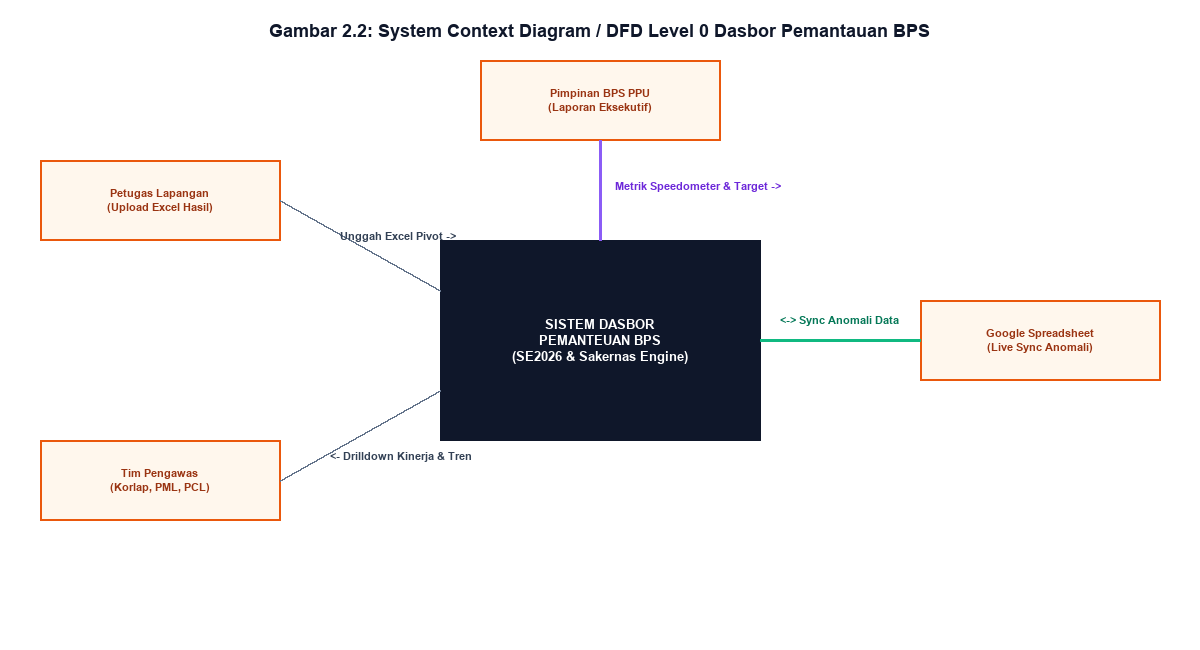 Gambar 2.2: System Context Diagram / DFD Level 0 Dasbor Pemantauan BPS
Pimpinan BPS PPU
(Laporan Eksekutif)
Petugas Lapangan
(Upload Excel Hasil)
Metrik Speedometer & Target ->
Unggah Excel Pivot ->
SISTEM DASBOR
PEMANTEUAN BPS
(SE2026 & Sakernas Engine)
<-> Sync Anomali Data
Google Spreadsheet
(Live Sync Anomali)
<- Drilldown Kinerja & Tren
Tim Pengawas
(Korlap, PML, PCL)